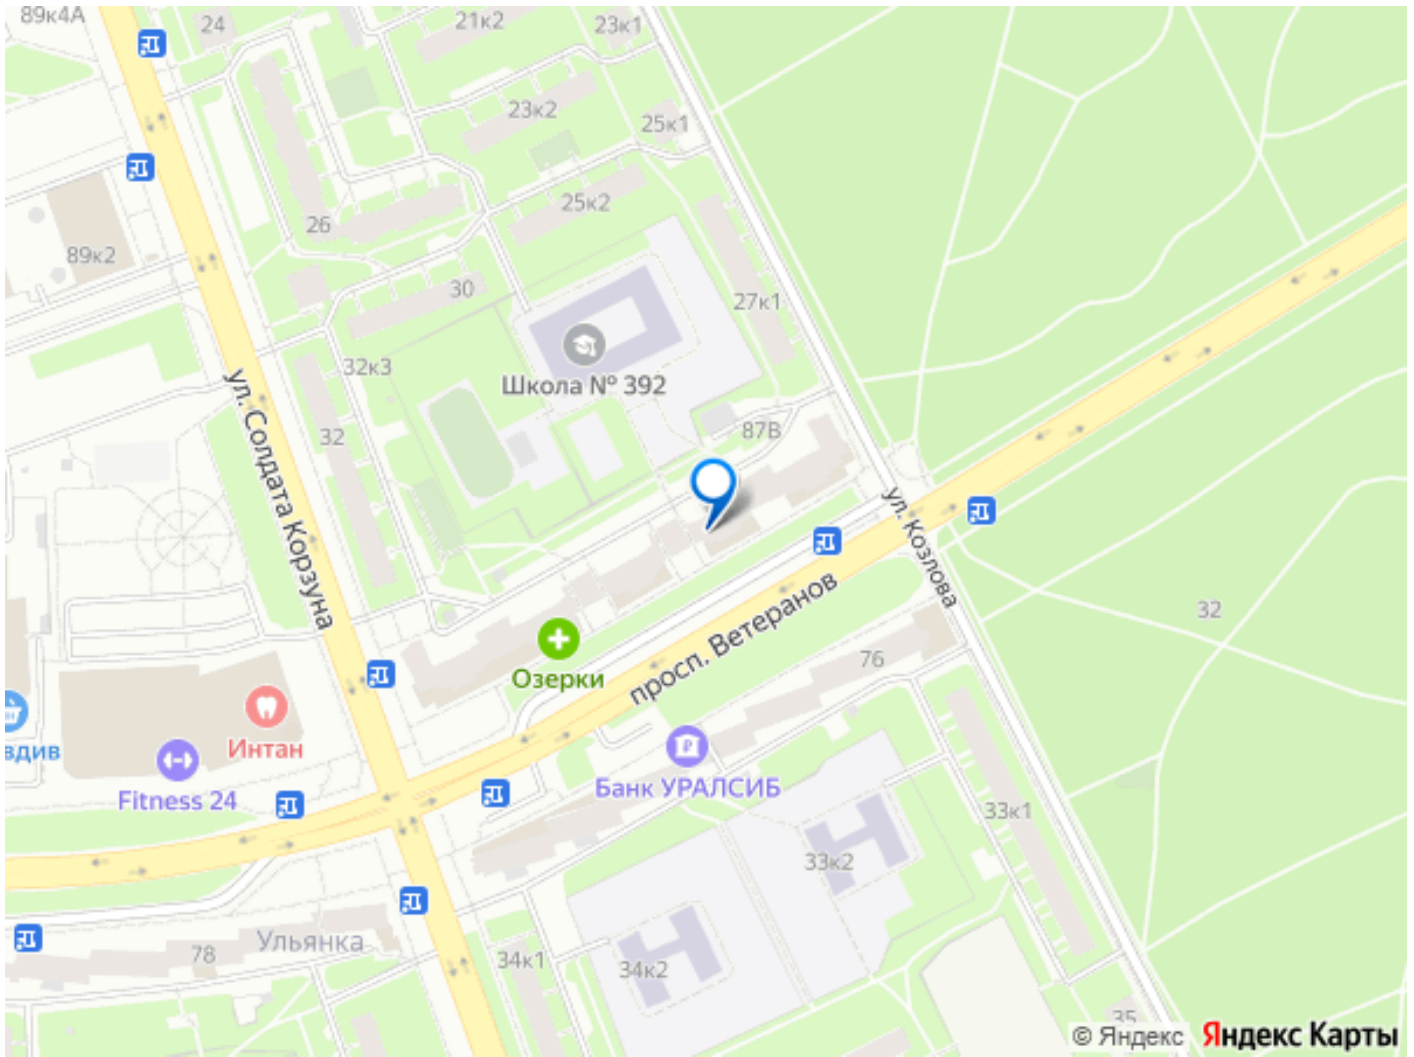 89к4А
24
21к2
23к1
23к2
25к1
26
25к2
89к2
30
27к1
32к3
Школа № 392
ул. Солдата Корзуна
32
87В
ул. Козлова
просп. Ветеранов
32
Озерки
76
Интан
вдив
Fitness 24
Банк УРАЛСИБ
33к1
33к2
Ульянка
78
34к1
34к2
35
© Яндекс
Яндекс Карты